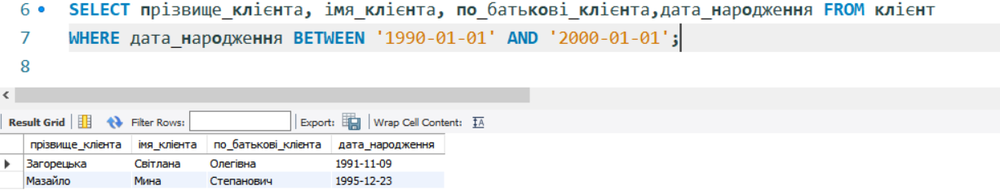 6 SELECT прізвище_клієнта, імя_клієнта, по_батькові_клієнта,дата_народження FROM клієнт
7 WHERE дата_народження BETWEEN '1990-01-01' AND '2000-01-01';
8
Result Grid Filter Rows: Export: Wrap Cell Content:
прізвище_клієнта імя_клієнта по_батькові_клієнта дата_народження
Загорецька Світлана Олегівна 1991-11-09
Мазайло Мина Степанович 1995-12-23